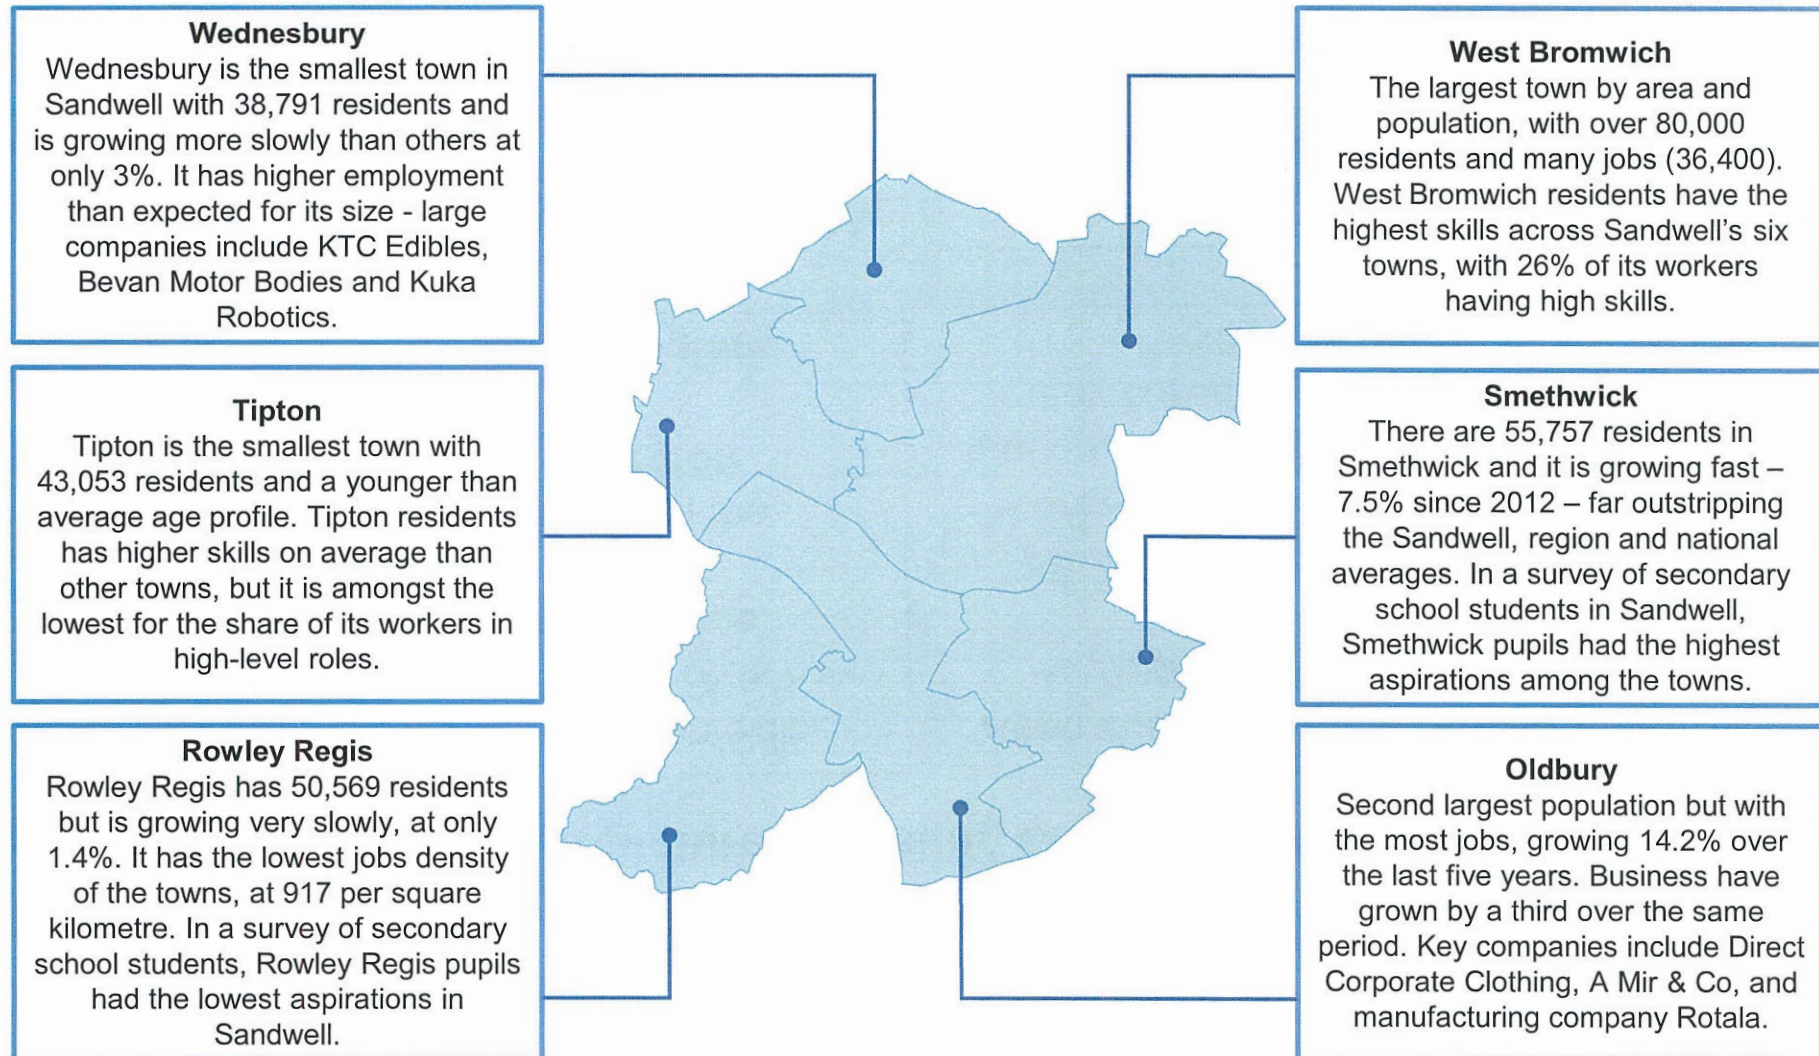 Wednesbury
Wednesbury is the smallest town in
Sandwell with 38,791 residents and
is growing more slowly than others at
only 3%. It has higher employment
than expected for its size - large
companies include KTC Edibles,
Bevan Motor Bodies and Kuka
Robotics.
Tipton
Tipton is the smallest town with
43,053 residents and a younger than
average age profile. Tipton residents
has higher skills on average than
other towns, but it is amongst the
lowest for the share of its workers in
high-level roles.
Rowley Regis
Rowley Regis has 50,569 residents
but is growing very slowly, at only
1.4%. It has the lowest jobs density
of the towns, at 917 per square
kilometre. In a survey of secondary
school students, Rowley Regis pupils
had the lowest aspirations in
Sandwell.
West Bromwich
The largest town by area and
population, with over 80,000
residents and many jobs (36,400).
West Bromwich residents have the
highest skills across Sandwell's six
towns, with 26% of its workers
having high skills.
Smethwick
There are 55,757 residents in
Smethwick and it is growing fast –
7.5% since 2012 – far outstripping
the Sandwell, region and national
averages. In a survey of secondary
school students in Sandwell,
Smethwick pupils had the highest
aspirations among the towns.
Oldbury
Second largest population but with
the most jobs, growing 14.2% over
the last five years. Business have
grown by a third over the same
period. Key companies include Direct
Corporate Clothing, A Mir & Co, and
manufacturing company Rotala.